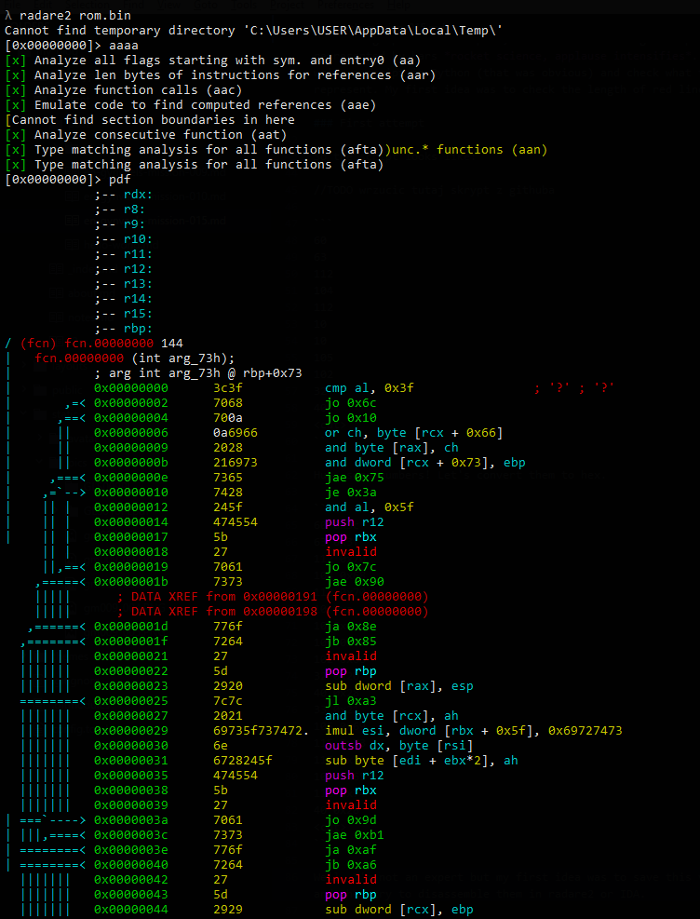 λ radare2 rom.bin
Cannot find temporary directory 'C:\Users\USER\AppData\Local\Temp\'
[0x00000000]> aaaa
[x] Analyze all flags starting with sym. and entry0 (aa)
[x] Analyze len bytes of instructions for references (aar)
[x] Analyze function calls (aac)
[x] Emulate code to find computed references (aae)
[Cannot find section boundaries in here
[x] Analyze consecutive function (aat)
[x] Type matching analysis for all functions (afta))unc.* functions (aan)
[x] Type matching analysis for all functions (afta)
[0x00000000]> pdf
;-- rdx:
;-- r8:
;-- r9:
;-- r10:
;-- r11:
;-- r12:
;-- r13:
;-- r14:
;-- r15:
;-- rbp:
/ (fcn) fcn.00000000 144
|   fcn.00000000 (int arg_73h);
|           ; arg int arg_73h @ rbp+0x73
|           0x00000000      3c3f           cmp al, 0x3f                ; '?' ; '?'
|       ,=< 0x00000002      7068           jo 0x6c
|      ,==< 0x00000004      700a           jo 0x10
|      ||   0x00000006      0a6966         or ch, byte [rcx + 0x66]
|      ||   0x00000009      2028           and byte [rax], ch
|      ||   0x0000000b      216973         and dword [rcx + 0x73], ebp
|     ,===< 0x0000000e      7365           jae 0x75
|    ,=`--> 0x00000010      7428           je 0x3a
|    || |   0x00000012      245f           and al, 0x5f
|    || |   0x00000014      474554         push r12
|    || |   0x00000017      5b             pop rbx
     || |   0x00000018      27             invalid
     ||,==< 0x00000019      7061           jo 0x7c
    ,=====< 0x0000001b      7373           jae 0x90
    |||||      ; DATA XREF from 0x00000191 (fcn.00000000)
    |||||      ; DATA XREF from 0x00000198 (fcn.00000000)
   ,======< 0x0000001d      776f           ja 0x8e
  ,=======< 0x0000001f      7264           jb 0x85
  |||||||   0x00000021      27             invalid
  |||||||   0x00000022      5d             pop rbp
  |||||||   0x00000023      2920           sub dword [rax], esp
  ========< 0x00000025      7c7c           jl 0xa3
  |||||||   0x00000027      2021           and byte [rcx], ah
  |||||||   0x00000029      69735f737472.  imul esi, dword [rbx + 0x5f], 0x69727473
  |||||||   0x00000030      6e             outsb dx, byte [rsi]
  |||||||   0x00000031      6728245f       sub byte [edi + ebx*2], ah
  |||||||   0x00000035      474554         push r12
  |||||||   0x00000038      5b             pop rbx
  |||||||   0x00000039      27             invalid
| ===`----> 0x0000003a      7061           jo 0x9d
| |||,====< 0x0000003c      7373           jae 0xb1
| ========< 0x0000003e      776f           ja 0xaf
| ========< 0x00000040      7264           jb 0xa6
  |||||||   0x00000042      27             invalid
  |||||||   0x00000043      5d             pop rbp
  |||||||   0x00000044      2929           sub dword [rcx], ebp